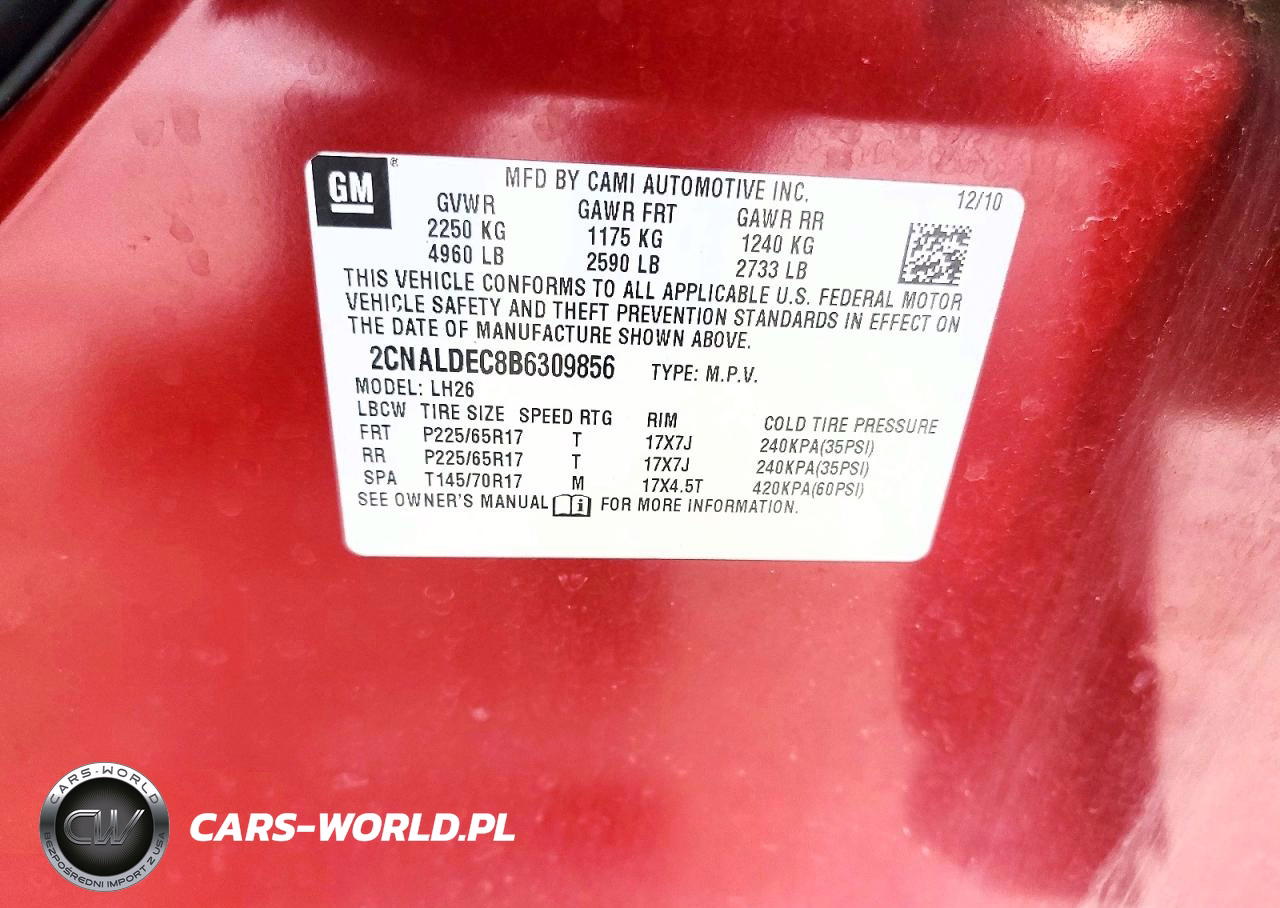 GM ®
MFD BY CAMI AUTOMOTIVE INC.
12/10
GVWR GAWR FRT GAWR RR
2250 KG 1175 KG 1240 KG
4960 LB 2590 LB 2733 LB
THIS VEHICLE CONFORMS TO ALL APPLICABLE U.S. FEDERAL MOTOR
VEHICLE SAFETY AND THEFT PREVENTION STANDARDS IN EFFECT ON
THE DATE OF MANUFACTURE SHOWN ABOVE.
2CNALDEC8B6309856 TYPE: M.P.V.
MODEL: LH26
LBCW TIRE SIZE SPEED RTG RIM COLD TIRE PRESSURE
FRT P225/65R17 T 17X7J 240KPA(35PSI)
RR P225/65R17 T 17X7J 240KPA(35PSI)
SPA T145/70R17 M 17X4.5T 420KPA(60PSI)
SEE OWNER'S MANUAL i FOR MORE INFORMATION.
CARS-WORLD
CW
BEZPOŚREDNI IMPORT Z USA
CARS-WORLD.PL